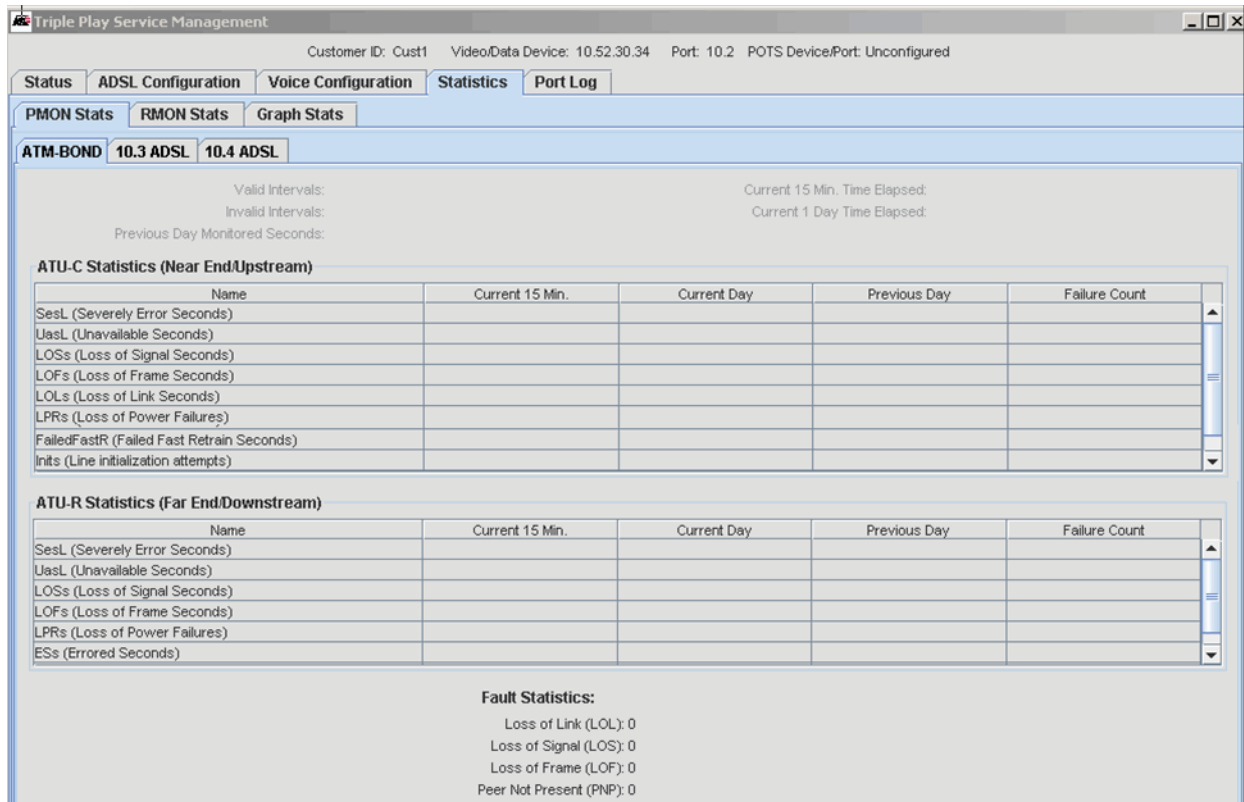 Triple Play Service Management
Customer ID: Cust1 Video/Data Device: 10.52.30.34 Port: 10.2 POTS Device/Port: Unconfigured
Status ADSL Configuration Voice Configuration Statistics Port Log
PMON Stats RMON Stats Graph Stats
ATM-BOND 10.3 ADSL 10.4 ADSL
Valid Intervals: Current 15 Min. Time Elapsed:
Invalid Intervals: Current 1 Day Time Elapsed:
Previous Day Monitored Seconds:
ATU-C Statistics (Near End/Upstream)
Name Current 15 Min. Current Day Previous Day Failure Count
SesL (Severely Error Seconds)
UasL (Unavailable Seconds)
LOSs (Loss of Signal Seconds)
LOFs (Loss of Frame Seconds)
LOLs (Loss of Link Seconds)
LPRs (Loss of Power Failures)
FailedFastR (Failed Fast Retrain Seconds)
Inits (Line initialization attempts)
ATU-R Statistics (Far End/Downstream)
Name Current 15 Min. Current Day Previous Day Failure Count
SesL (Severely Error Seconds)
UasL (Unavailable Seconds)
LOSs (Loss of Signal Seconds)
LOFs (Loss of Frame Seconds)
LPRs (Loss of Power Failures)
ESs (Errored Seconds)
Fault Statistics:
Loss of Link (LOL): 0
Loss of Signal (LOS): 0
Loss of Frame (LOF): 0
Peer Not Present (PNP): 0